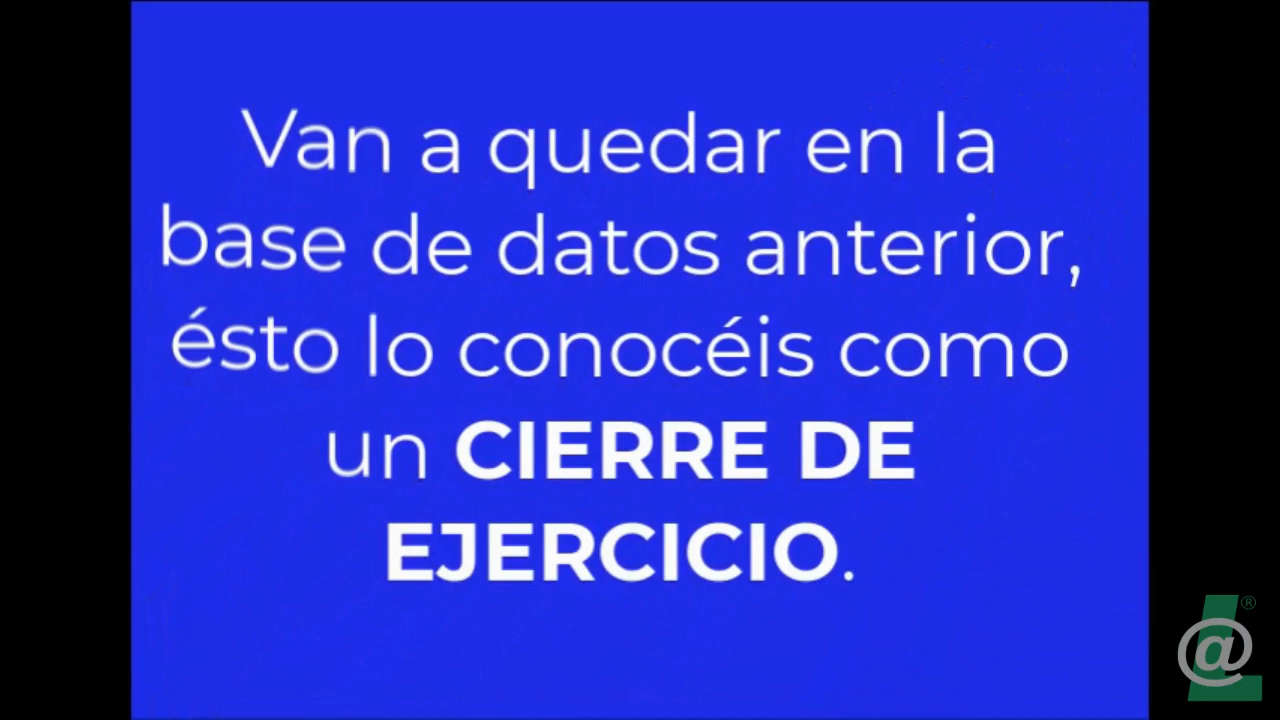 Van a quedar en la
base de datos anterior,
ésto lo conocéis como
un CIERRE DE
EJERCICIO.
L@®